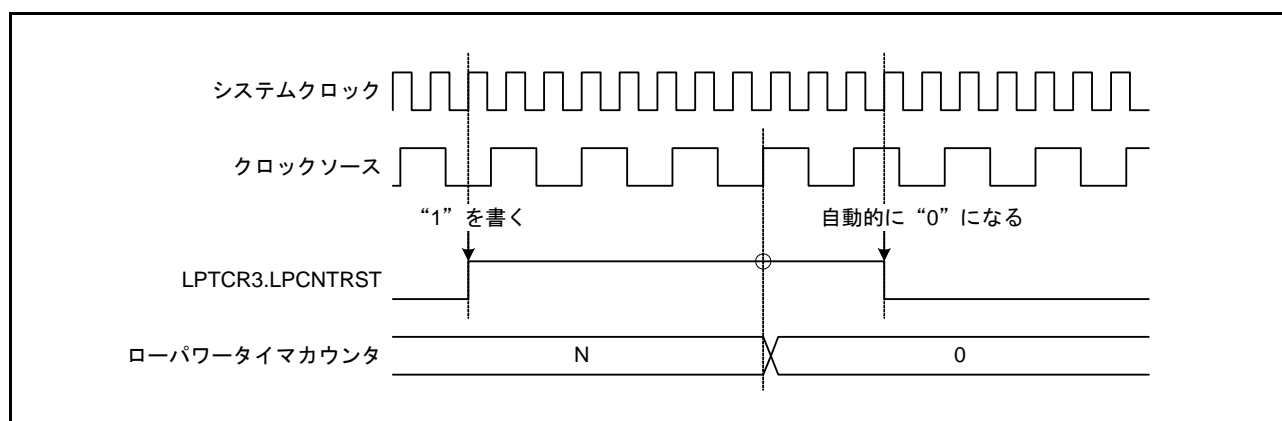 システムクロック
クロックソース
“1”を書く
自動的に“0”になる
LPTCR3.LPCNTRST
ローパワータイマカウンタ
N
0